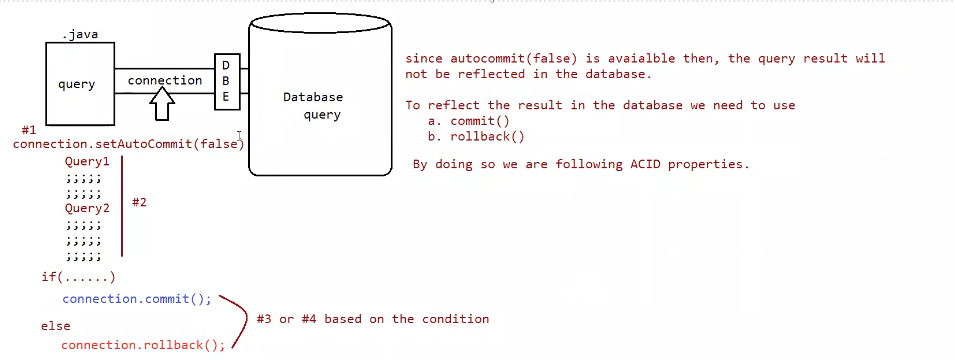 .java
query
connection
D
B
E
Database
query
#1
connection.setAutoCommit(false)
Query1
;;;;;
;;;;;
Query2
;;;;;
;;;;;
;;;;;
#2
if(......)
connection.commit();
else
connection.rollback();
#3 or #4 based on the condition
since autocommit(false) is avaialble then, the query result will
not be reflected in the database.
To reflect the result in the database we need to use
a. commit()
b. rollback()
By doing so we are following ACID properties.